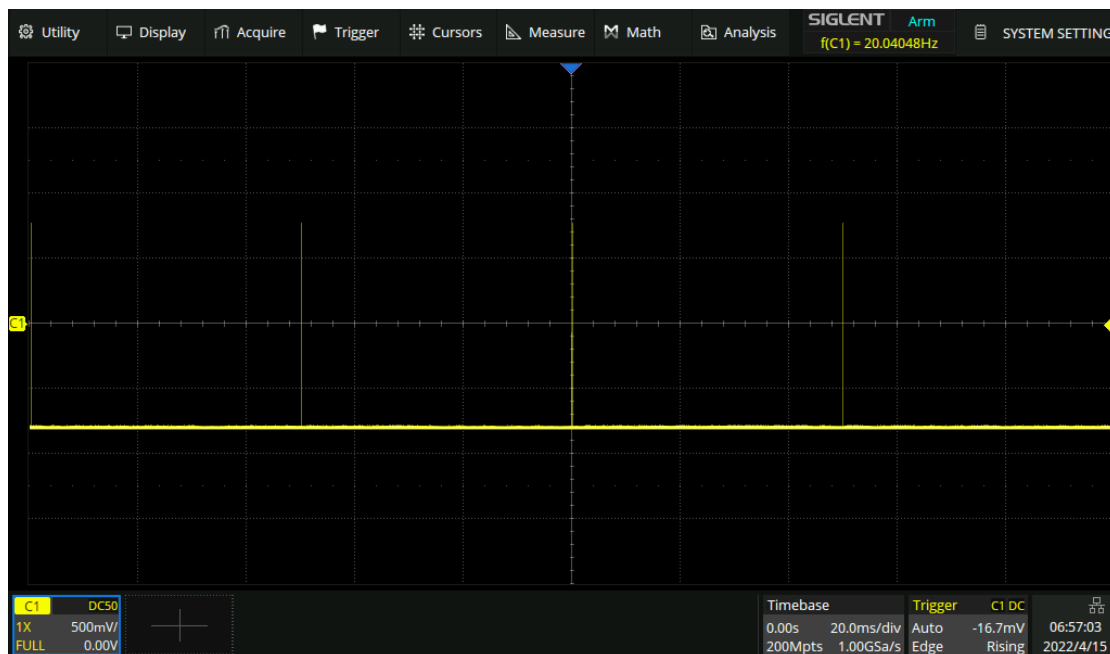 Utility Display Acquire Trigger Cursors Measure Math Analysis SIGLENT Arm SYSTEM SETTING
f(C1) = 20.04048Hz
C1
C1 DC50
1X 500mV/
FULL 0.00V
Timebase
0.00s 20.0ms/div
200Mpts 1.00GSa/s
Trigger C1 DC
Auto -16.7mV
Edge Rising
06:57:03
2022/4/15